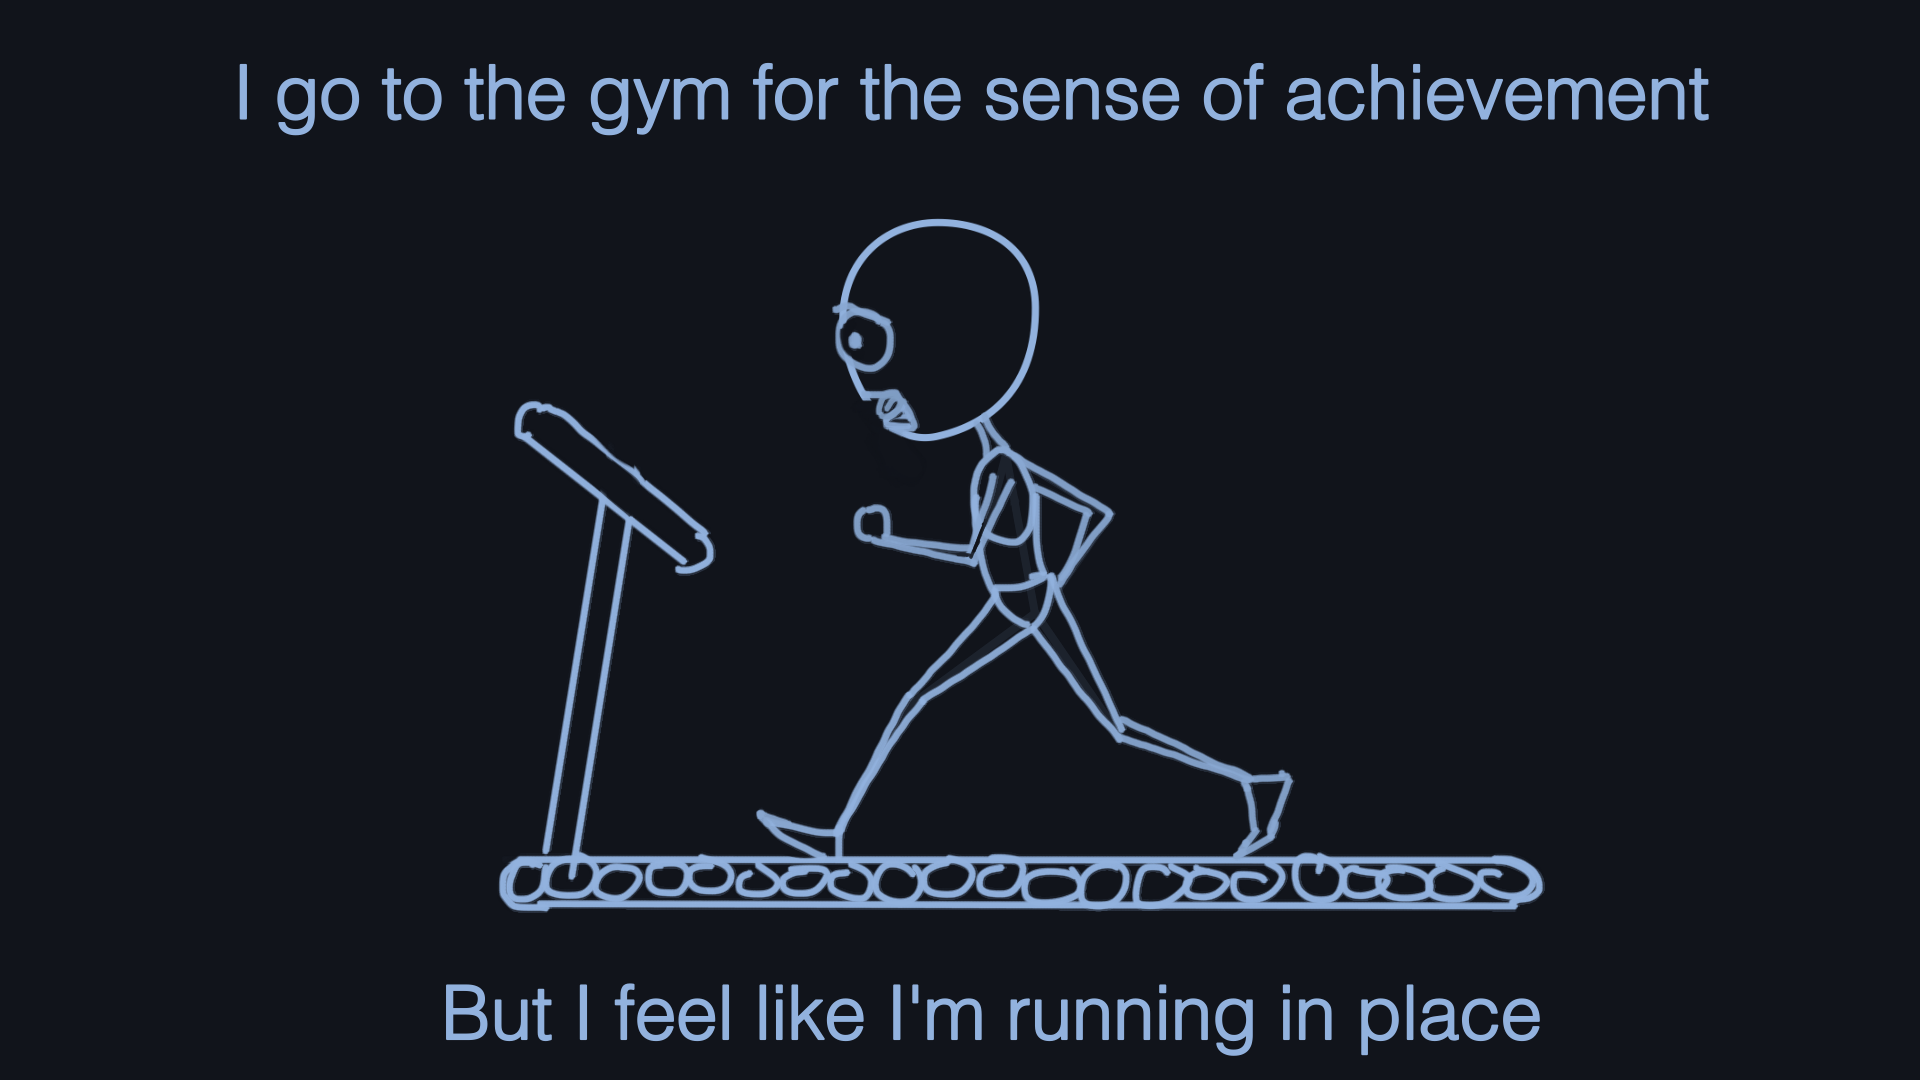 I go to the gym for the sense of achievement
But I feel like I'm running in place